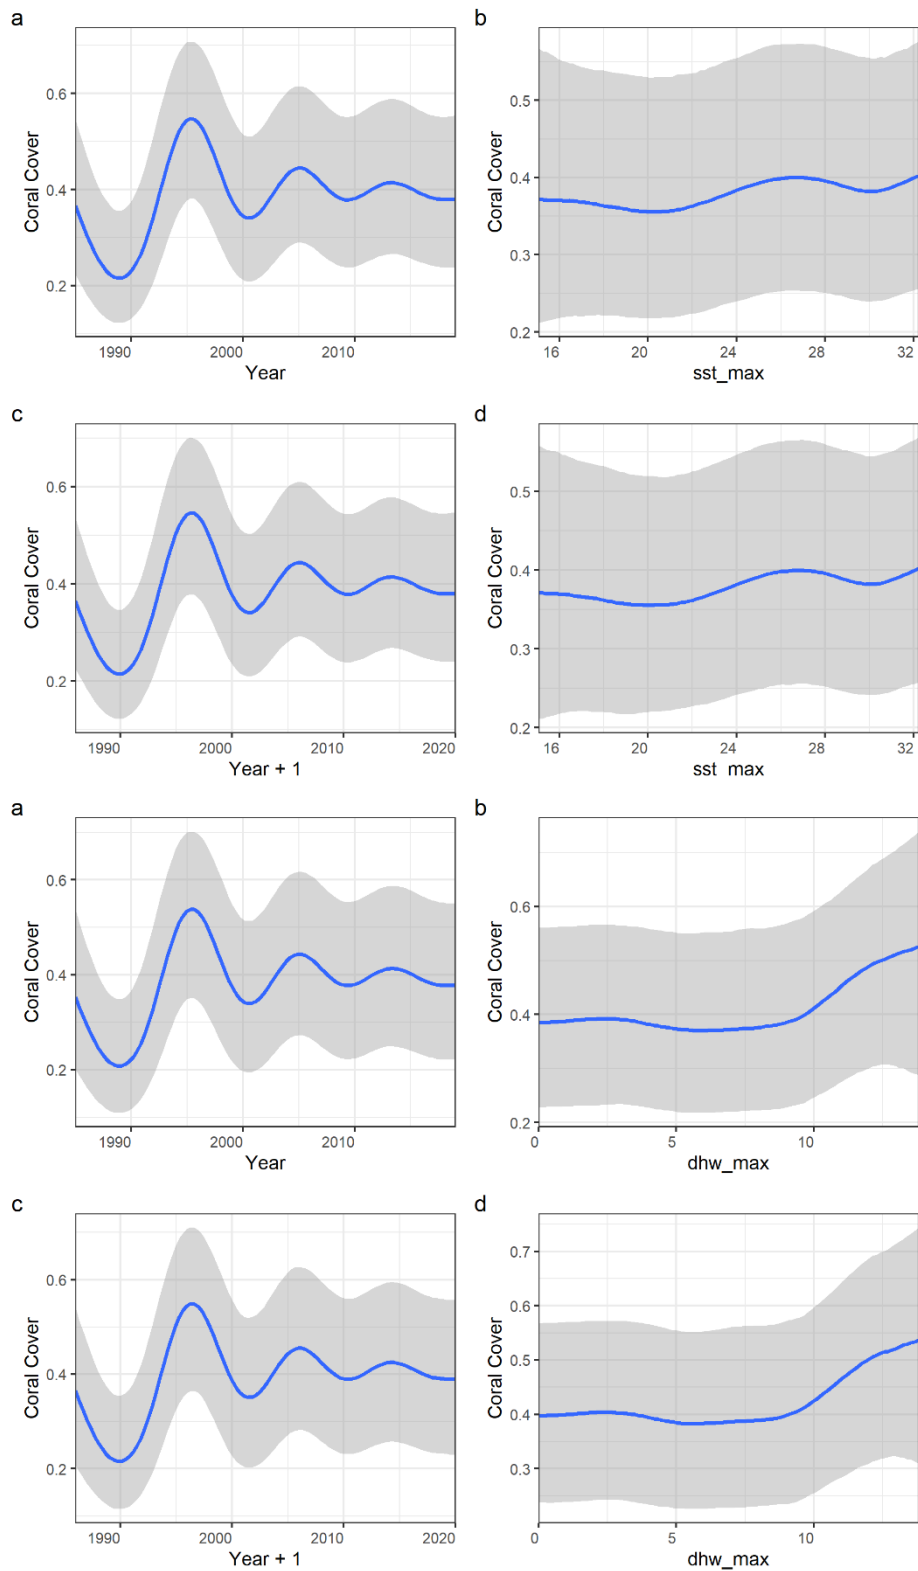 a
Coral Cover
0.6
0.4
0.2
1990 2000 2010
Year
b
Coral Cover
0.5
0.4
0.3
0.2
16 20 24 28 32
sst_max
c
Coral Cover
0.6
0.4
0.2
1990 2000 2010 2020
Year + 1
d
Coral Cover
0.5
0.4
0.3
0.2
16 20 24 28 32
sst max
a
Coral Cover
0.6
0.4
0.2
1990 2000 2010
Year
b
Coral Cover
0.6
0.4
0.2
0 5 10
dhw_max
c
Coral Cover
0.6
0.4
0.2
1990 2000 2010 2020
Year + 1
d
Coral Cover
0.7
0.6
0.5
0.4
0.3
0 5 10
dhw_max